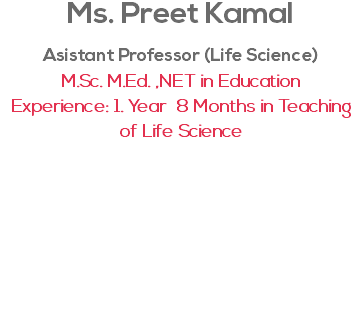 Ms. Preet Kamal
Asistant Professor (Life Science)
M.Sc. M.Ed. ,NET in Education
Experience: 1. Year  8 Months in Teaching
of Life Science